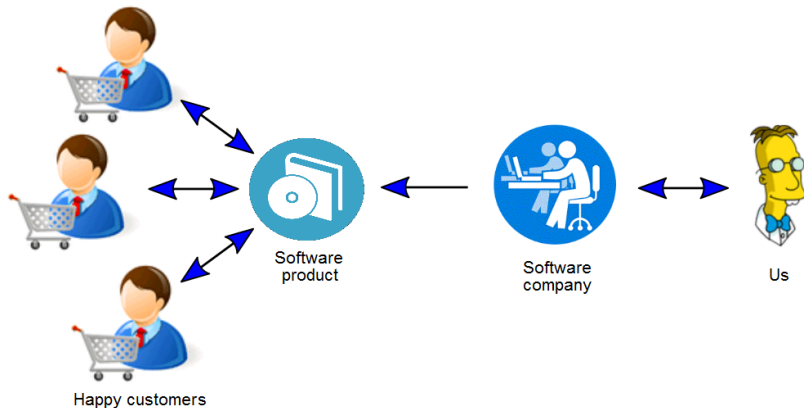 Software
product
Software
company
Us
Happy customers